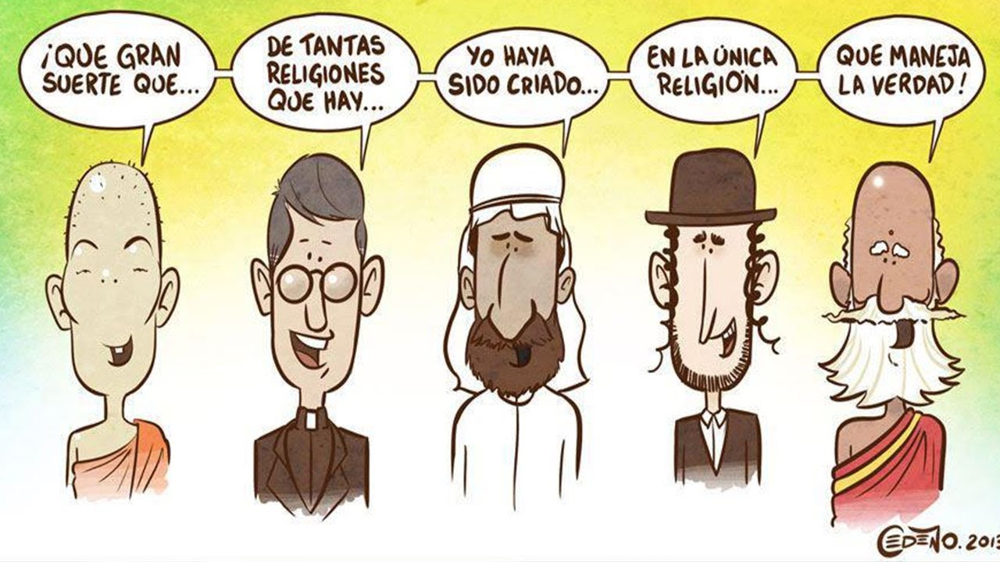 ¡QUE GRAN
SUERTE QUE...
DE TANTAS
RELIGIONES
QUE HAY...
YO HAYA
SIDO CRIADO...
EN LA ÚNICA
RELIGIÓN...
QUE MANEJA
LA VERDAD!
CEDEÑO.2013